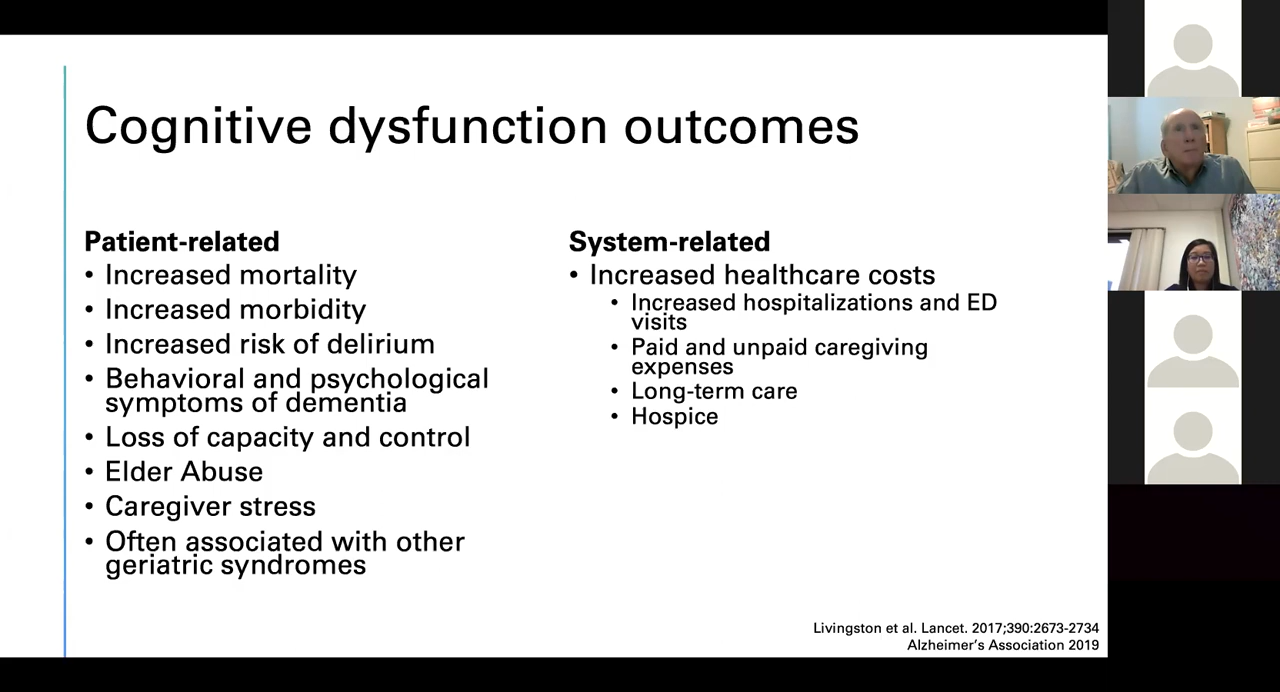 Cognitive dysfunction outcomes
Patient-related
• Increased mortality
• Increased morbidity
• Increased risk of delirium
• Behavioral and psychological
symptoms of dementia
• Loss of capacity and control
• Elder Abuse
• Caregiver stress
• Often associated with other
geriatric syndromes
System-related
• Increased healthcare costs
• Increased hospitalizations and ED
visits
• Paid and unpaid caregiving
expenses
• Long-term care
• Hospice
Livingston et al. Lancet. 2017;390:2673-2734
Alzheimer's Association 2019